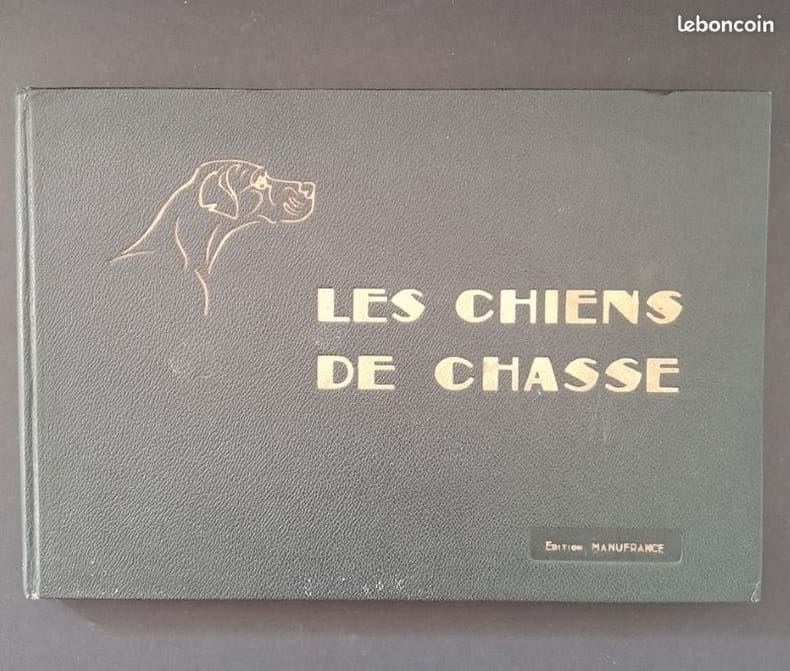 leboncoin
LES CHIENS
DE CHASSE
EDITION MANUFRANCE